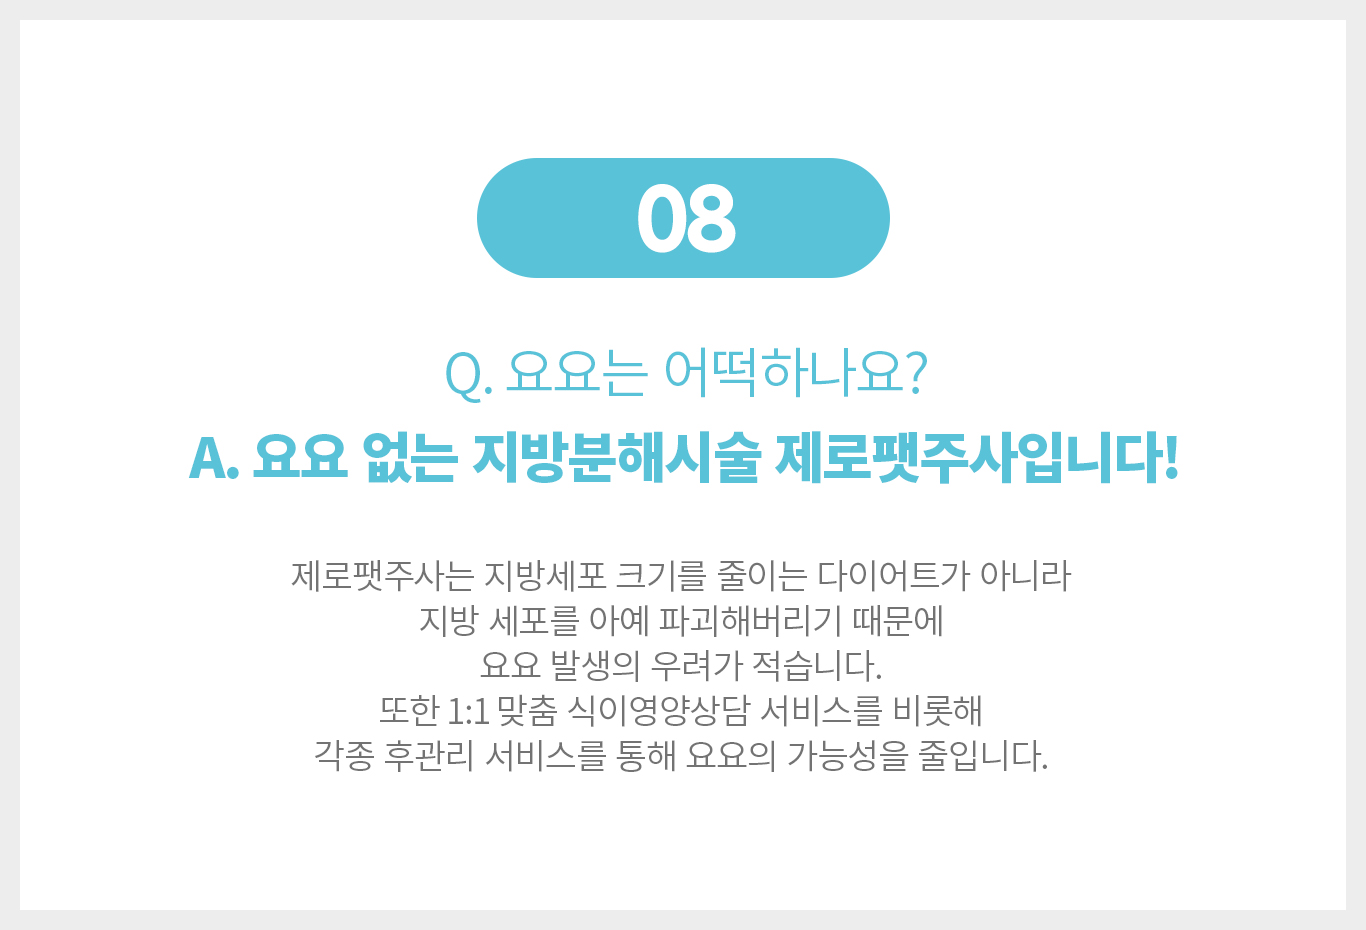 08
Q. 요요는 어떡하나요?
A. 요요 없는 지방분해시술 제로팻주사입니다!
제로팻주사는 지방세포 크기를 줄이는 다이어트가 아니라
지방 세포를 아예 파괴해버리기 때문에
요요 발생의 우려가 적습니다.
또한 1:1 맞춤 식이영양상담 서비스를 비롯해
각종 후관리 서비스를 통해 요요의 가능성을 줄입니다.